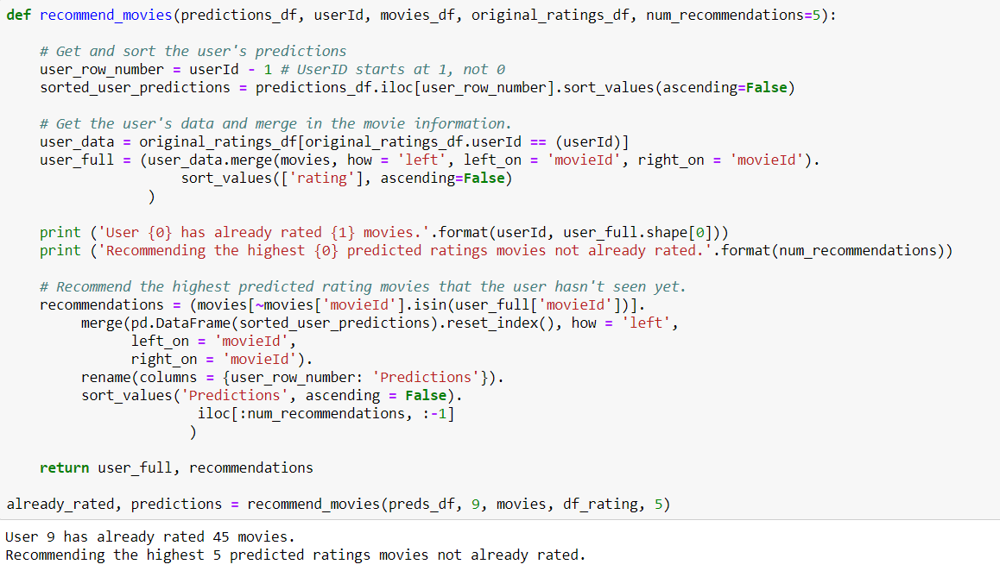 def recommend_movies(predictions_df, userId, movies_df, original_ratings_df, num_recommendations=5):
# Get and sort the user's predictions
user_row_number = userId - 1 # UserID starts at 1, not 0
sorted_user_predictions = predictions_df.iloc[user_row_number].sort_values(ascending=False)
# Get the user's data and merge in the movie information.
user_data = original_ratings_df[original_ratings_df.userId == (userId)]
user_full = (user_data.merge(movies, how = 'left', left_on = 'movieId', right_on = 'movieId').
sort_values(['rating'], ascending=False)
)
print ('User {0} has already rated {1} movies.'.format(userId, user_full.shape[0]))
print ('Recommending the highest {0} predicted ratings movies not already rated.'.format(num_recommendations))
# Recommend the highest predicted rating movies that the user hasn't seen yet.
recommendations = (movies[~movies['movieId'].isin(user_full['movieId'])].
merge(pd.DataFrame(sorted_user_predictions).reset_index(), how = 'left',
left_on = 'movieId',
right_on = 'movieId').
rename(columns = {user_row_number: 'Predictions'}).
sort_values('Predictions', ascending = False).
iloc[:num_recommendations, :-1]
)
return user_full, recommendations
already_rated, predictions = recommend_movies(preds_df, 9, movies, df_rating, 5)
User 9 has already rated 45 movies.
Recommending the highest 5 predicted ratings movies not already rated.